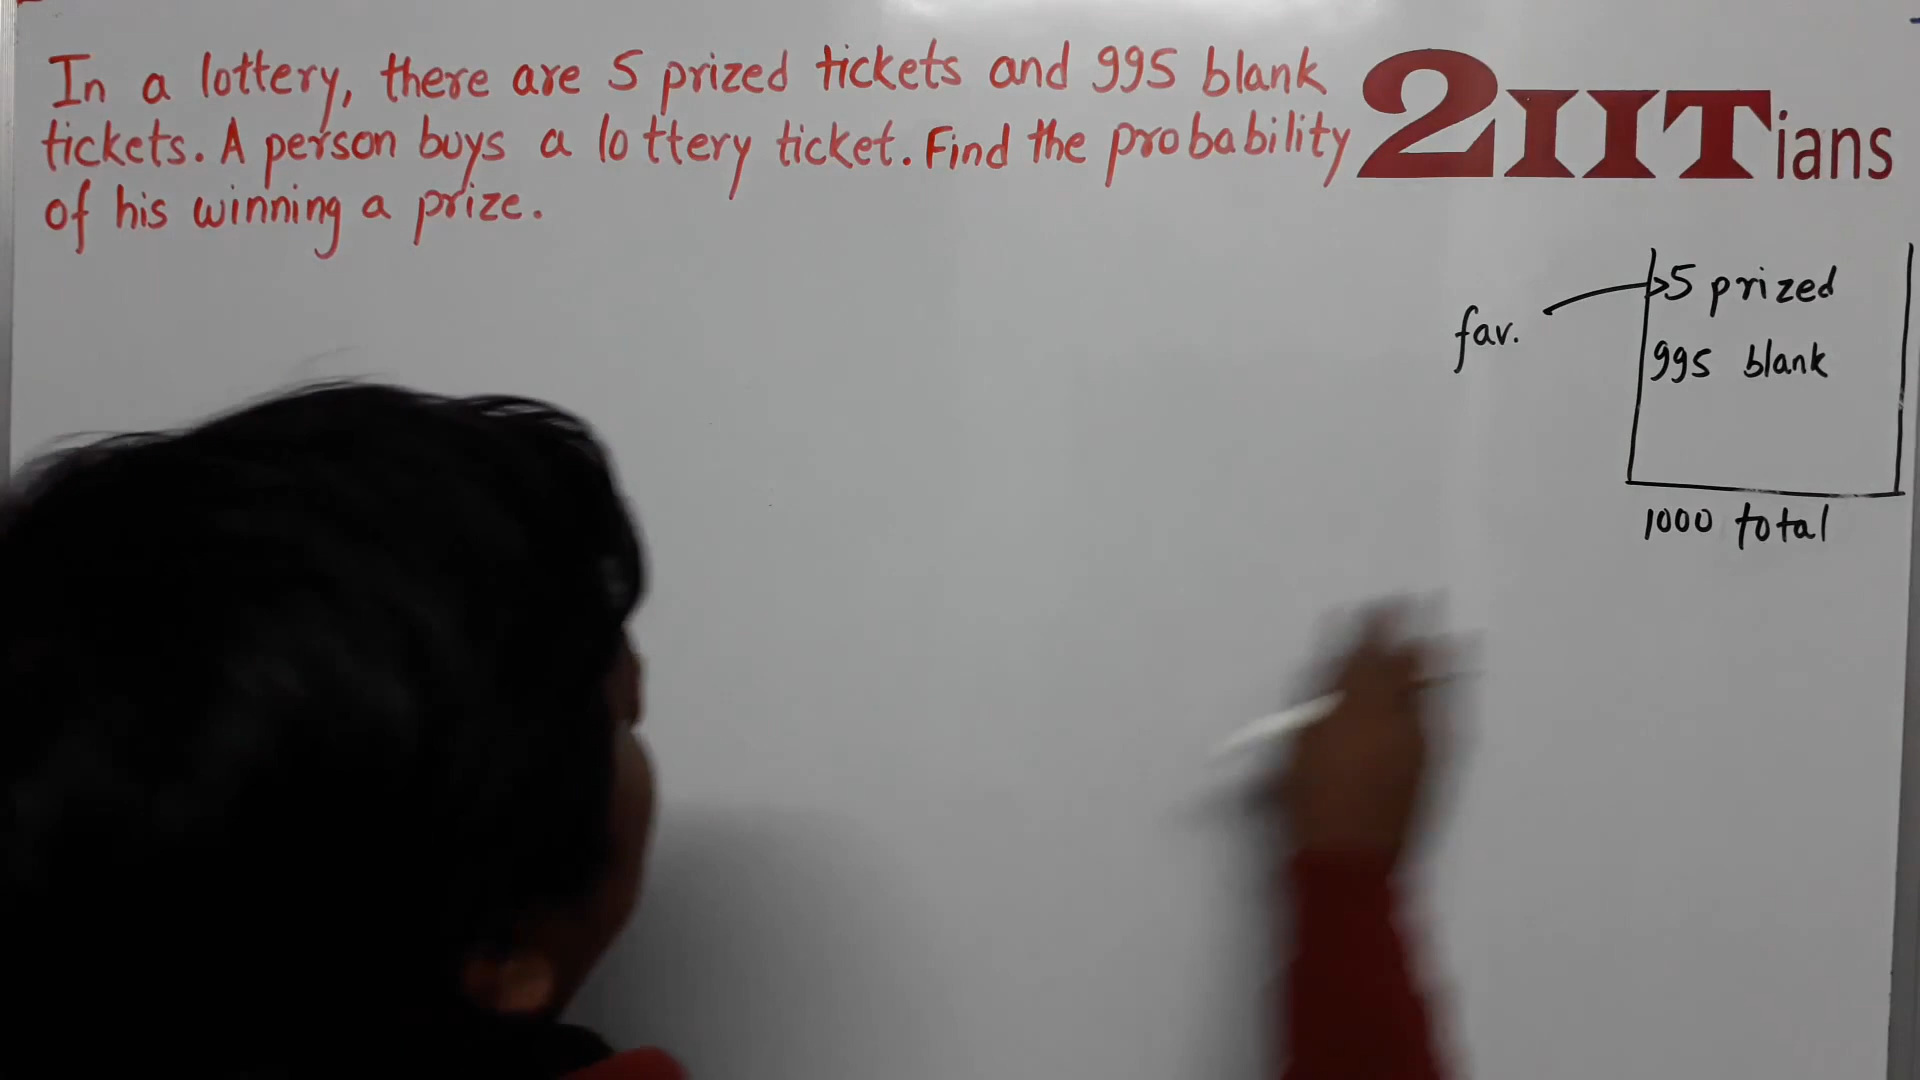 In a lottery, there are 5 prized tickets and 995 blank
tickets. A person buys a lottery ticket. Find the probability
of his winning a prize.
2IITians
5 prized
fav.
995 blank
1000 total